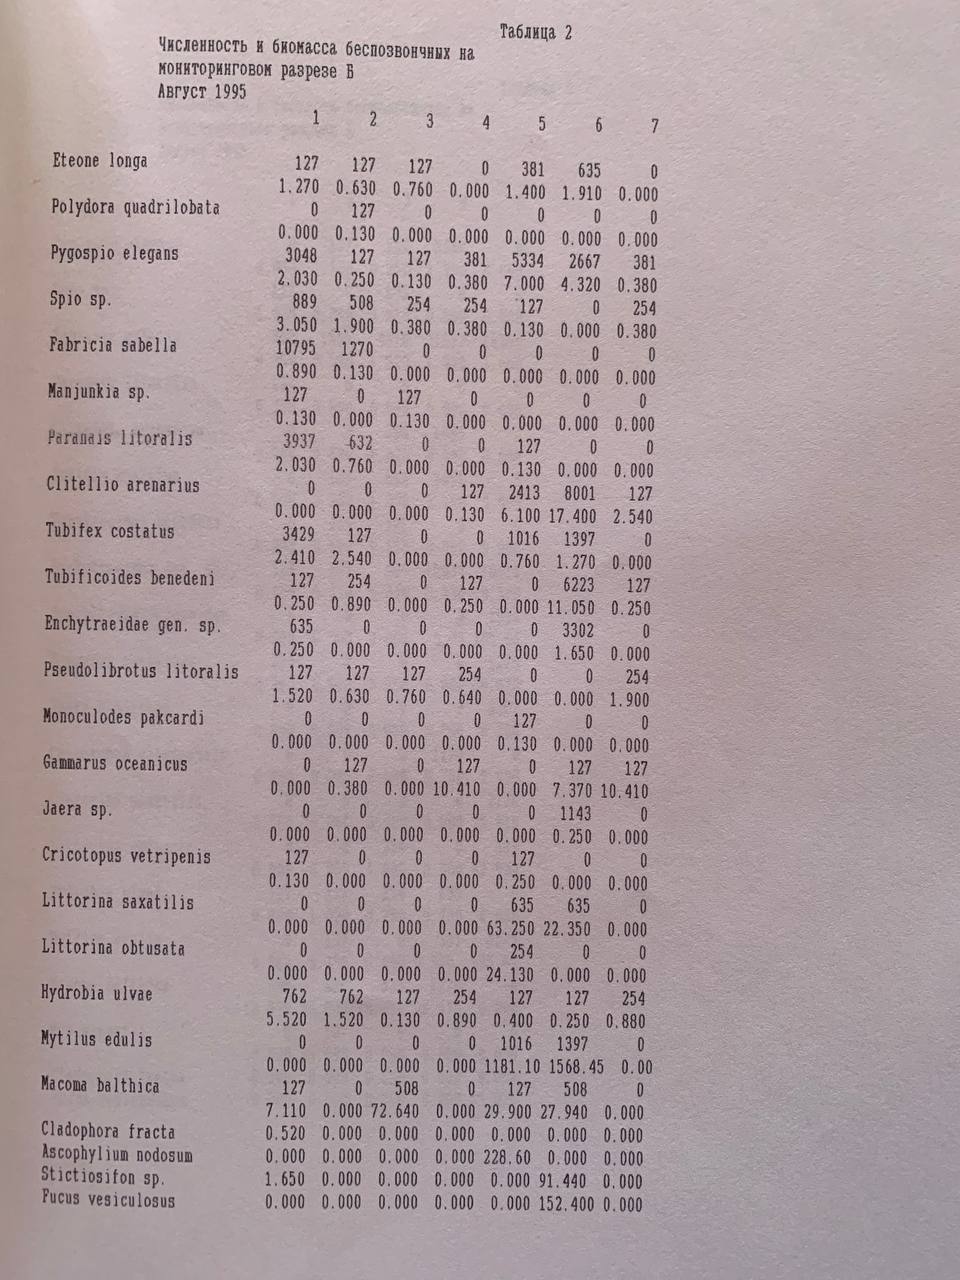 Таблица 2
Численность и биомасса беспозвончных на
мониторинговом разрезе Б
Август 1995
1 2 3 4 5 6 7
Eteone longa 127 127 127 0 381 635 0
1.270 0.630 0.760 0.000 1.400 1.910 0.000
Polydora quadrilobata 0 127 0 0 0 0 0
0.000 0.130 0.000 0.000 0.000 0.000 0.000
Pygospio elegans 3048 127 127 381 5334 2667 381
2.030 0.250 0.130 0.380 7.000 4.320 0.380
Spio sp. 889 508 254 254 127 0 254
3.050 1.900 0.380 0.380 0.130 0.000 0.380
Fabricia sabella 10795 1270 0 0 0 0 0
0.890 0.130 0.000 0.000 0.000 0.000 0.000
Manjunkia sp. 127 0 127 0 0 0 0
0.130 0.000 0.130 0.000 0.000 0.000 0.000
Paranais litoralis 3937 632 0 0 127 0 0
2.030 0.760 0.000 0.000 0.130 0.000 0.000
Clitellio arenarius 0 0 0 127 2413 8001 127
0.000 0.000 0.000 0.130 6.100 17.400 2.540
Tubifex costatus 3429 127 0 0 1016 1397 0
2.410 2.540 0.000 0.000 0.760 1.270 0.000
Tubificoides benedeni 127 254 0 127 0 6223 127
0.250 0.890 0.000 0.250 0.000 11.050 0.250
Enchytraeidae gen. sp. 635 0 0 0 0 3302 0
0.250 0.000 0.000 0.000 0.000 1.650 0.000
Pseudolibrotus litoralis 127 127 127 254 0 0 254
1.520 0.630 0.760 0.640 0.000 0.000 1.900
Monoculodes pakcardi 0 0 0 0 127 0 0
0.000 0.000 0.000 0.000 0.130 0.000 0.000
Gammarus oceanicus 0 127 0 127 0 127 127
0.000 0.380 0.000 10.410 0.000 7.370 10.410
Jaera sp. 0 0 0 0 0 1143 0
0.000 0.000 0.000 0.000 0.000 0.250 0.000
Cricotopus vetripenis 127 0 0 0 127 0 0
0.130 0.000 0.000 0.000 0.250 0.000 0.000
Littorina saxatilis 0 0 0 0 635 635 0
0.000 0.000 0.000 0.000 63.250 22.350 0.000
Littorina obtusata 0 0 0 0 254 0 0
0.000 0.000 0.000 0.000 24.130 0.000 0.000
Hydrobia ulvae 762 762 127 254 127 127 254
5.520 1.520 0.130 0.890 0.400 0.250 0.880
Mytilus edulis 0 0 0 0 1016 1397 0
0.000 0.000 0.000 0.000 1181.10 1568.45 0.00
Macoma balthica 127 0 508 0 127 508 0
7.110 0.000 72.640 0.000 29.900 27.940 0.000
Cladophora fracta 0.520 0.000 0.000 0.000 0.000 0.000 0.000
Ascophylium nodosum 0.000 0.000 0.000 0.000 228.60 0.000 0.000
Stictiosifon sp. 1.650 0.000 0.000 0.000 0.000 91.440 0.000
Fucus vesiculosus 0.000 0.000 0.000 0.000 0.000 152.400 0.000